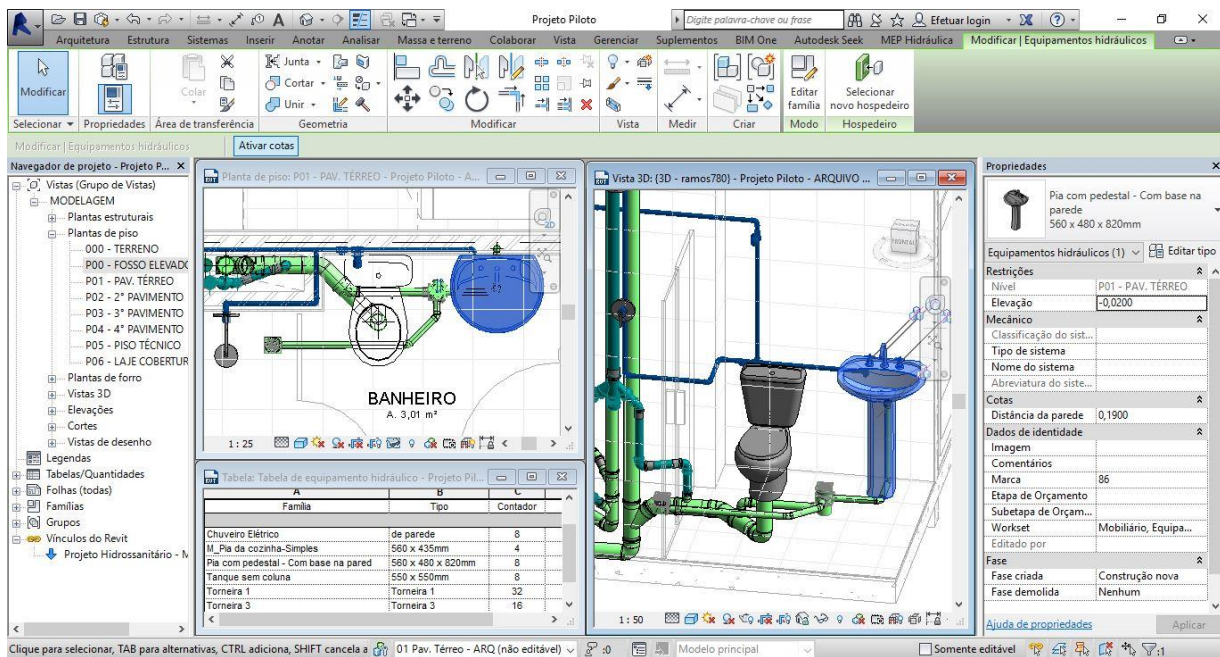 Projeto Piloto
Digite palavra-chave ou frase
Efetuar login
Arquitetura Estrutura Sistemas Inserir Anotar Analisar Massa e terreno Colaborar Vista Gerenciar Suplementos BIM One Autodesk Seek MEP Hidráulica Modificar | Equipamentos hidráulicos
Modificar
Colar
Junta
Cortar
Unir
Editar família
Selecionar novo hospedeiro
Selecionar Propriedades Área de transferência Geometria Modificar Vista Medir Criar Modo Hospedeiro
Modificar | Equipamentos hidráulicos Ativar cotas
Navegador de projeto - Projeto P...
Vistas (Grupo de Vistas)
MODELAGEM
Plantas estruturais
Plantas de piso
000 - TERRENO
P00 - FOSSO ELEVADO
P01 - PAV. TÉRREO
P02 - 2° PAVIMENTO
P03 - 3° PAVIMENTO
P04 - 4° PAVIMENTO
P05 - PISO TÉCNICO
P06 - LAJE COBERTUR
Plantas de forro
Vistas 3D
Elevações
Cortes
Vistas de desenho
Legendas
Tabelas/Quantidades
Folhas (todas)
Famílias
Grupos
Vínculos do Revit
Projeto Hidrossanitário - M
Planta de piso: P01 - PAV. TÉRREO - Projeto Piloto - A...
2D
BANHEIRO
A. 3,01 m²
1 : 25
Tabela: Tabela de equipamento hidráulico - Projeto Pil...
A B C
Família Tipo Contador
Chuveiro Elétrico de parede 8
M_Pia da cozinha-Simples 560 x 435mm 4
Pia com pedestal - Com base na pared 560 x 480 x 820mm 8
Tanque sem coluna 550 x 550mm 8
Torneira 1 Torneira 1 32
Torneira 3 Torneira 3 16
Vista 3D: {3D - ramos780} - Projeto Piloto - ARQUIVO ...
FRONTAL
1 : 50
Propriedades
Pia com pedestal - Com base na parede
560 x 480 x 820mm
Equipamentos hidráulicos (1) Editar tipo
Restrições
Nível P01 - PAV. TÉRREO
Elevação -0,0200
Mecânico
Classificação do sist...
Tipo de sistema
Nome do sistema
Abreviatura do siste...
Cotas
Distância da parede 0,1900
Dados de identidade
Imagem
Comentários
Marca 86
Etapa de Orçamento
Subetapa de Orçam...
Workset Mobiliário, Equipa...
Editado por
Fase
Fase criada Construção nova
Fase demolida Nenhum
Ajuda de propriedades Aplicar
Clique para selecionar, TAB para alternativas, CTRL adiciona, SHIFT cancela a 01 Pav. Térreo - ARQ (não editável) :0 Modelo principal Somente editável :1